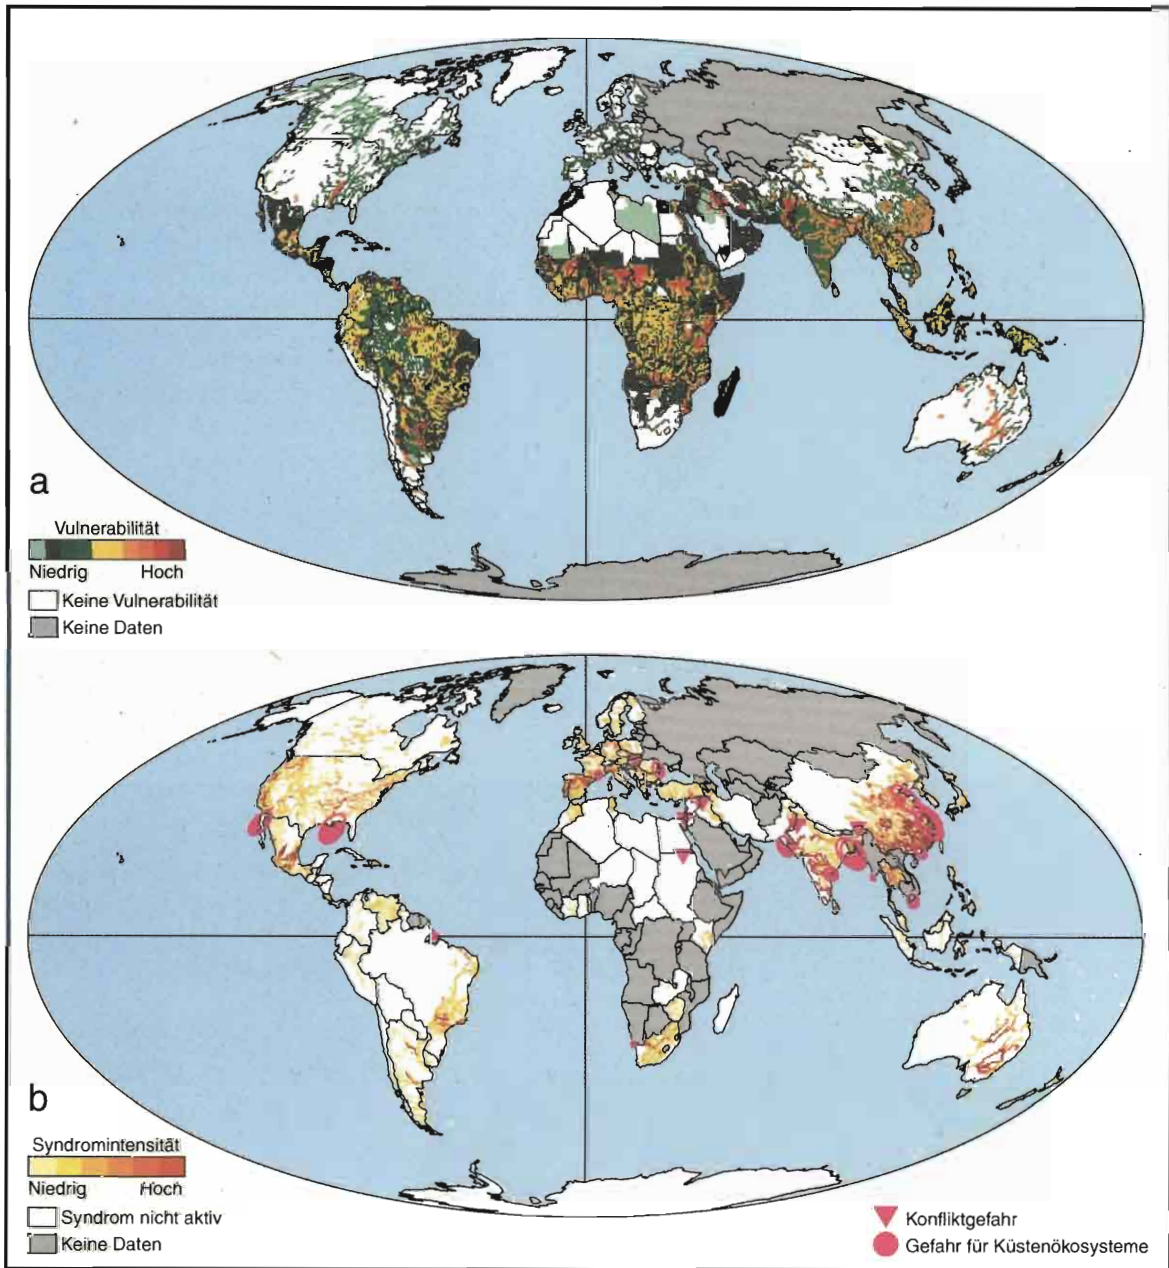 a
Vulnerabilität
Niedrig Hoch
Keine Vulnerabilität
Keine Daten
b
Syndromintensität
Niedrig Hoch
Syndrom nicht aktiv
Keine Daten
Konfliktgefahr
Gefahr für Küstenökosysteme